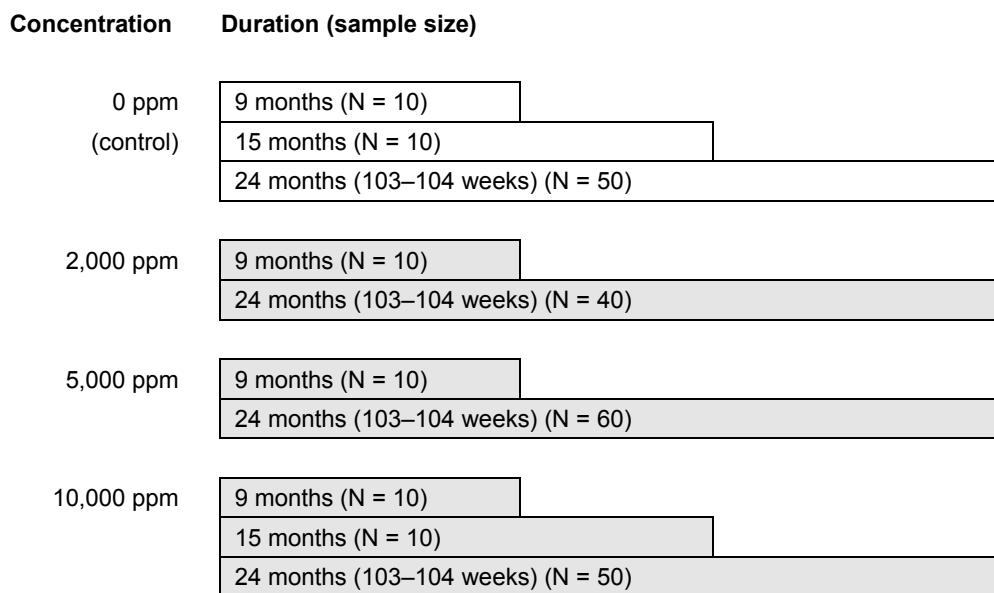 Concentration Duration (sample size)
0 ppm 9 months (N = 10)
(control) 15 months (N = 10)
24 months (103–104 weeks) (N = 50)
2,000 ppm 9 months (N = 10)
24 months (103–104 weeks) (N = 40)
5,000 ppm 9 months (N = 10)
24 months (103–104 weeks) (N = 60)
10,000 ppm 9 months (N = 10)
15 months (N = 10)
24 months (103–104 weeks) (N = 50)